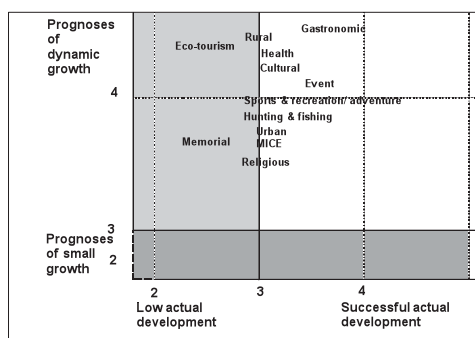 Prognoses
of
dynamic
growth
Gastronomic
Rural
Eco-tourism
Health
Cultural
Event
4
Sports & recreation/ adventure
Hunting & fishing
Urban
Memorial
MICE
Religious
3
Prognoses
of small
growth
2
2
3
4
Low actual
development
Successful actual
development